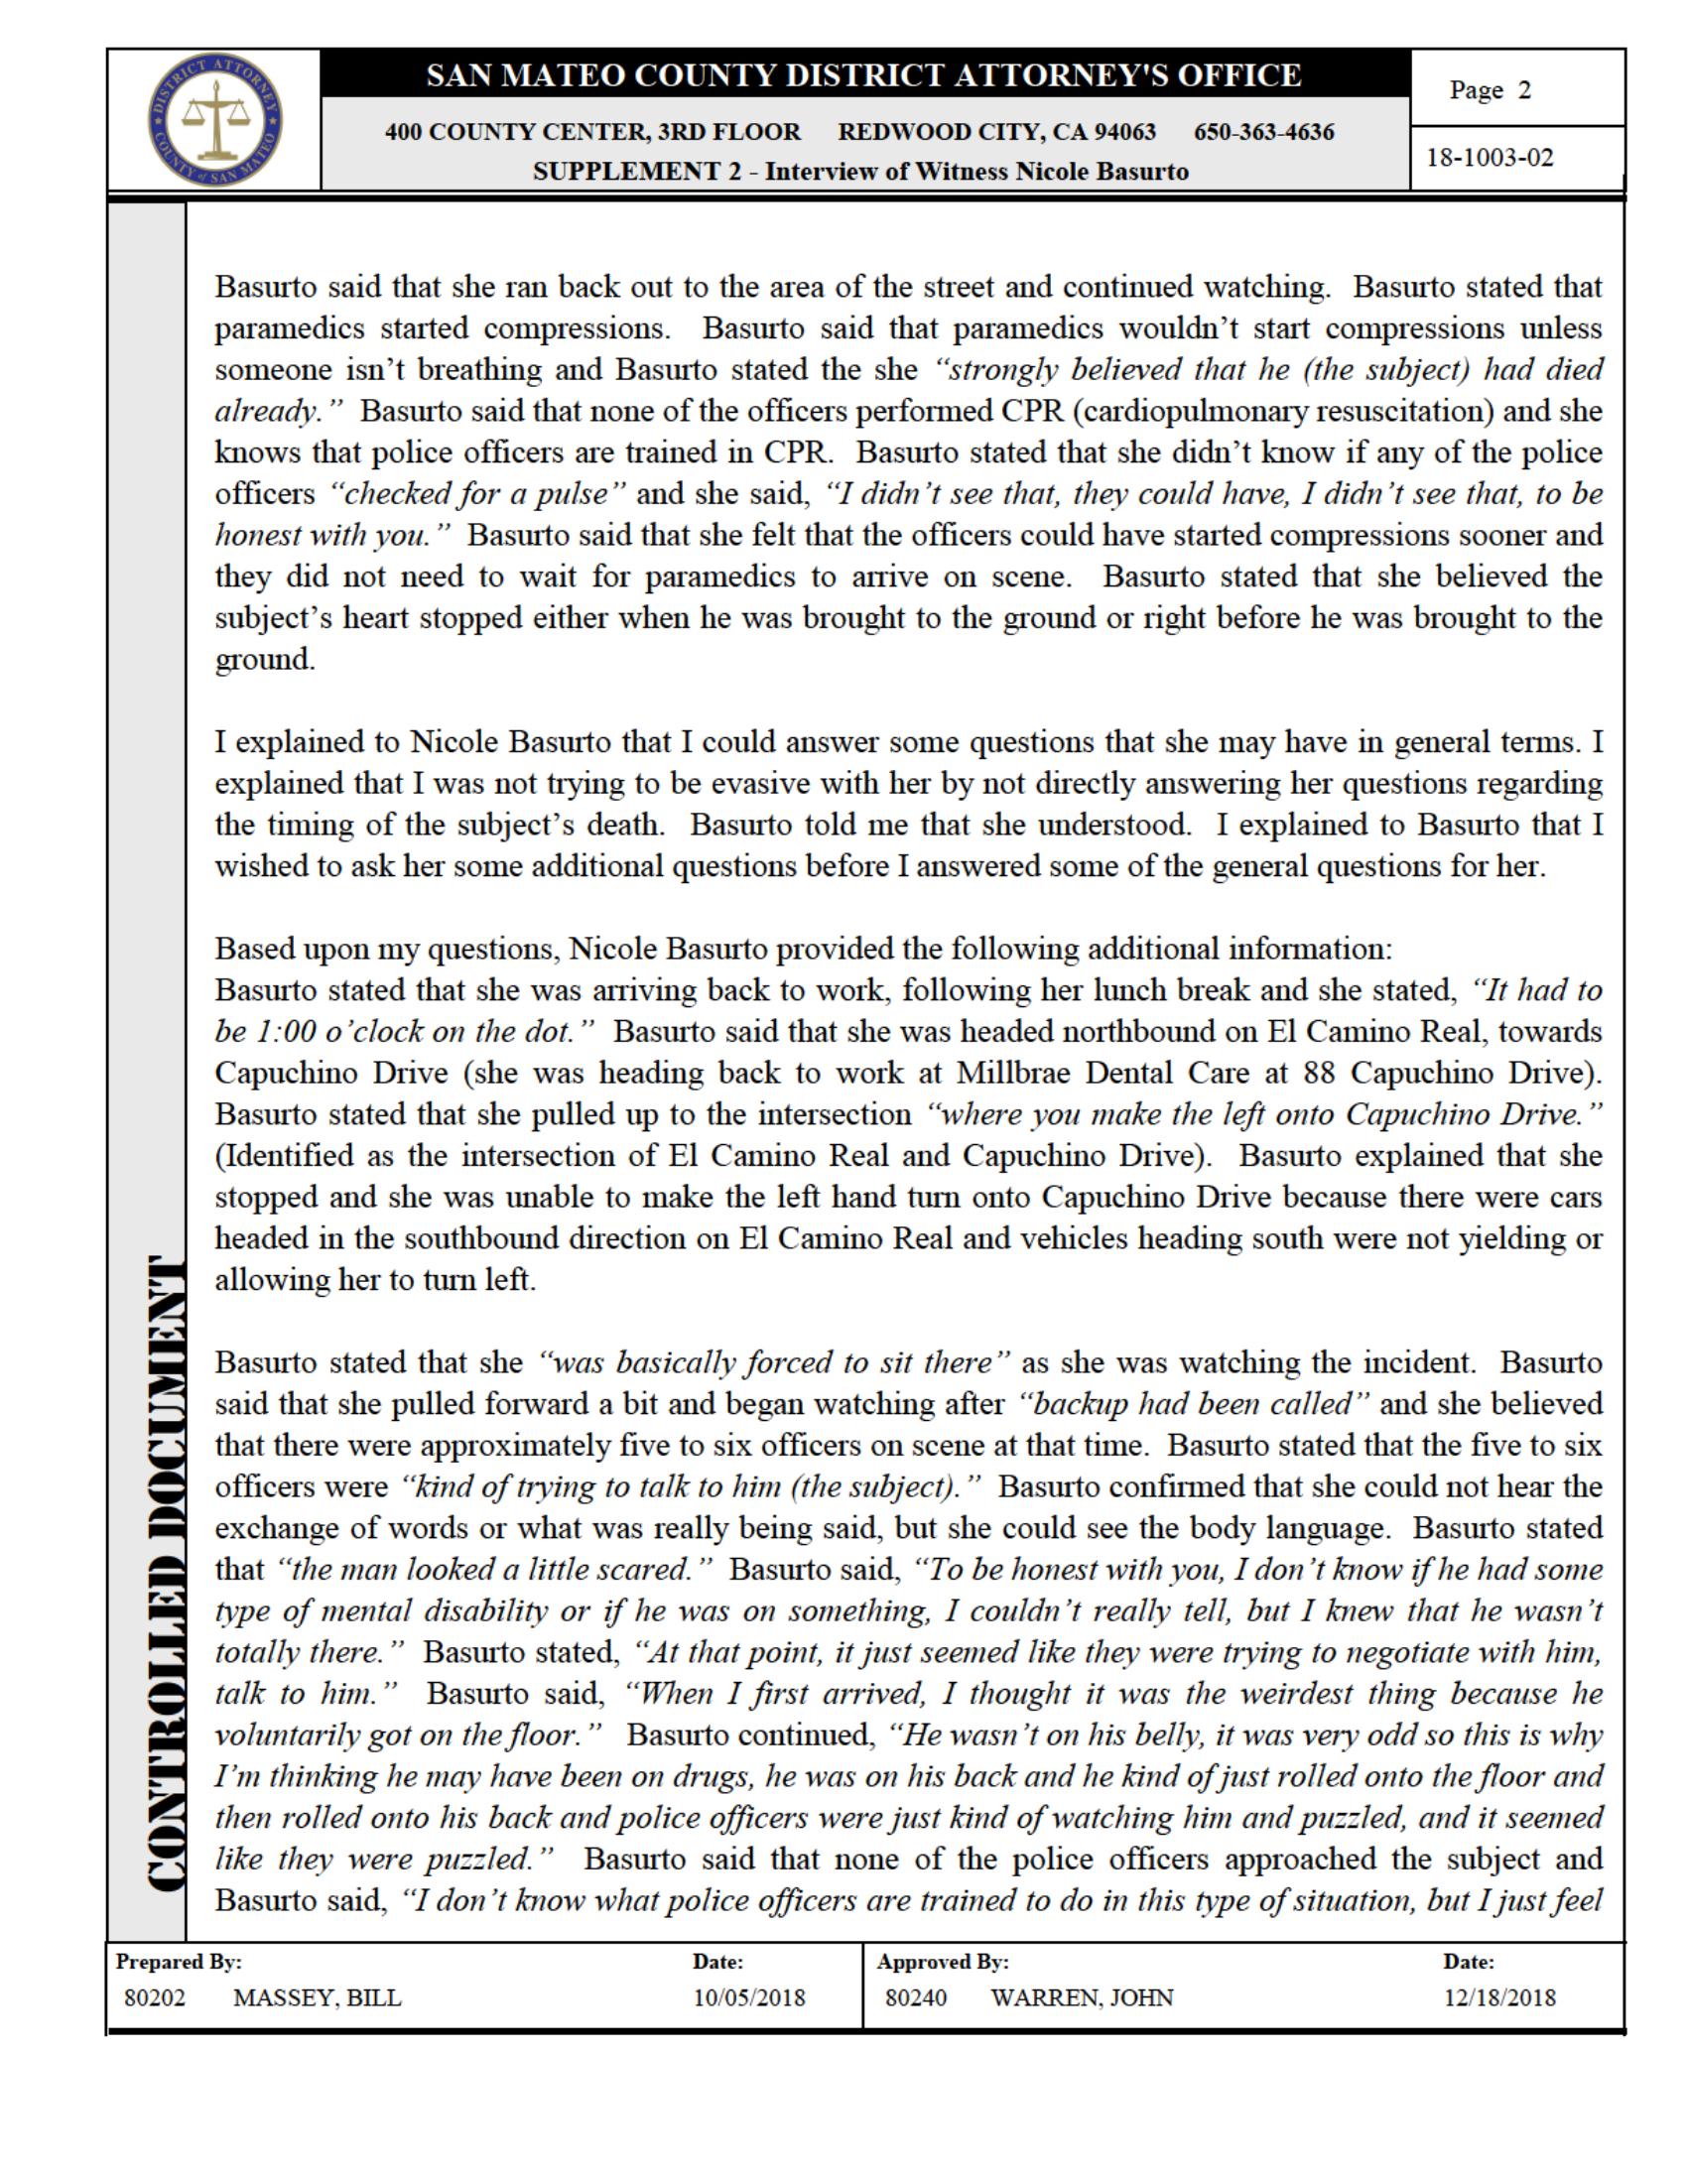 DISTRICT ATTORNEY
COUNTY of SAN MATEO
SAN MATEO COUNTY DISTRICT ATTORNEY'S OFFICE
400 COUNTY CENTER, 3RD FLOOR REDWOOD CITY, CA 94063 650-363-4636
SUPPLEMENT 2 - Interview of Witness Nicole Basurto
Page 2
18-1003-02
Basurto said that she ran back out to the area of the street and continued watching. Basurto stated that
paramedics started compressions. Basurto said that paramedics wouldn’t start compressions unless
someone isn’t breathing and Basurto stated the she “strongly believed that he (the subject) had died
already.” Basurto said that none of the officers performed CPR (cardiopulmonary resuscitation) and she
knows that police officers are trained in CPR. Basurto stated that she didn’t know if any of the police
officers “checked for a pulse” and she said, “I didn’t see that, they could have, I didn’t see that, to be
honest with you.” Basurto said that she felt that the officers could have started compressions sooner and
they did not need to wait for paramedics to arrive on scene. Basurto stated that she believed the
subject’s heart stopped either when he was brought to the ground or right before he was brought to the
ground.
I explained to Nicole Basurto that I could answer some questions that she may have in general terms. I
explained that I was not trying to be evasive with her by not directly answering her questions regarding
the timing of the subject’s death. Basurto told me that she understood. I explained to Basurto that I
wished to ask her some additional questions before I answered some of the general questions for her.
Based upon my questions, Nicole Basurto provided the following additional information:
Basurto stated that she was arriving back to work, following her lunch break and she stated, “It had to
be 1:00 o’clock on the dot.” Basurto said that she was headed northbound on El Camino Real, towards
Capuchino Drive (she was heading back to work at Millbrae Dental Care at 88 Capuchino Drive).
Basurto stated that she pulled up to the intersection “where you make the left onto Capuchino Drive.”
(Identified as the intersection of El Camino Real and Capuchino Drive). Basurto explained that she
stopped and she was unable to make the left hand turn onto Capuchino Drive because there were cars
headed in the southbound direction on El Camino Real and vehicles heading south were not yielding or
allowing her to turn left.
Basurto stated that she “was basically forced to sit there” as she was watching the incident. Basurto
said that she pulled forward a bit and began watching after “backup had been called” and she believed
that there were approximately five to six officers on scene at that time. Basurto stated that the five to six
officers were “kind of trying to talk to him (the subject).” Basurto confirmed that she could not hear the
exchange of words or what was really being said, but she could see the body language. Basurto stated
that “the man looked a little scared.” Basurto said, “To be honest with you, I don’t know if he had some
type of mental disability or if he was on something, I couldn’t really tell, but I knew that he wasn’t
totally there.” Basurto stated, “At that point, it just seemed like they were trying to negotiate with him,
talk to him.” Basurto said, “When I first arrived, I thought it was the weirdest thing because he
voluntarily got on the floor.” Basurto continued, “He wasn’t on his belly, it was very odd so this is why
I’m thinking he may have been on drugs, he was on his back and he kind of just rolled onto the floor and
then rolled onto his back and police officers were just kind of watching him and puzzled, and it seemed
like they were puzzled.” Basurto said that none of the police officers approached the subject and
Basurto said, “I don’t know what police officers are trained to do in this type of situation, but I just feel
CONTROLLED DOCUMENT
Prepared By: Date: Approved By: Date:
80202 MASSEY, BILL 10/05/2018 80240 WARREN, JOHN 12/18/2018